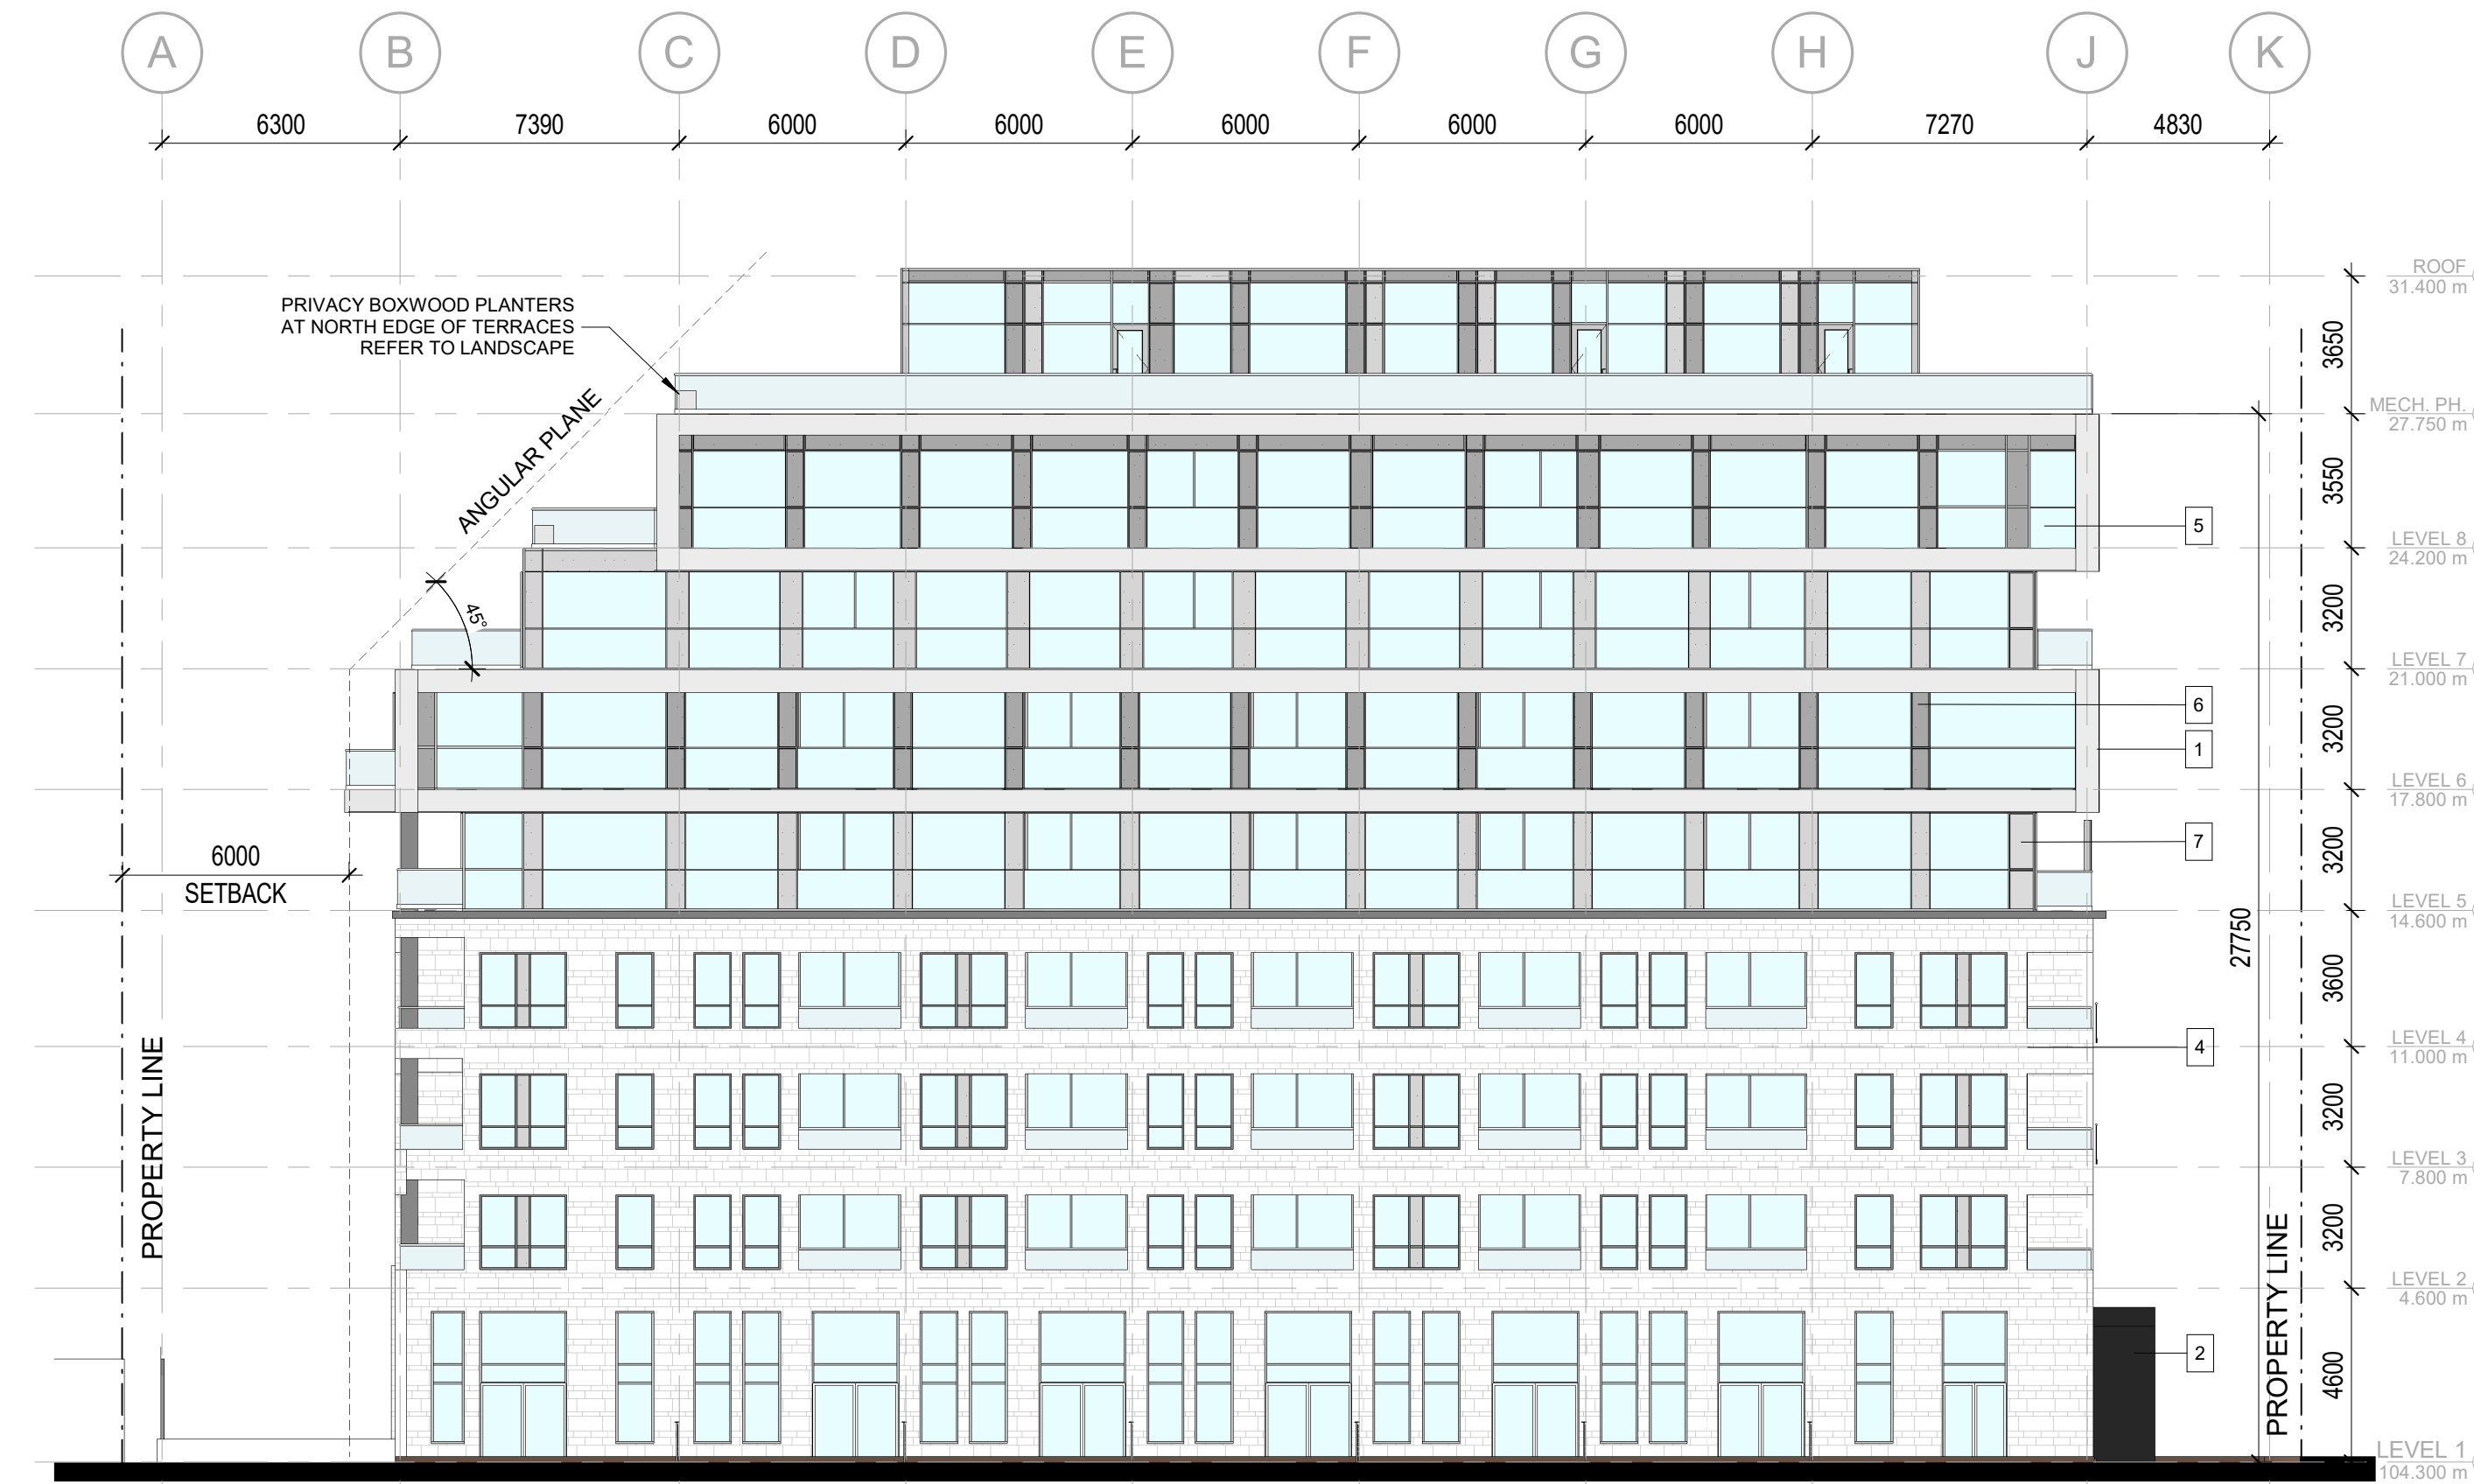 A B C D E F G H J K
6300 7390 6000 6000 6000 6000 6000 7270 4830
ROOF
31.400 m
PRIVACY BOXWOOD PLANTERS
AT NORTH EDGE OF TERRACES
REFER TO LANDSCAPE
3650
MECH. PH.
27.750 m
ANGULAR PLANE
3550
5
LEVEL 8
24.200 m
45°
3200
LEVEL 7
21.000 m
6
3200
1
LEVEL 6
17.800 m
7
3200
6000
SETBACK
LEVEL 5
14.600 m
27750
3600
4
LEVEL 4
11.000 m
PROPERTY LINE
3200
LEVEL 3
7.800 m
3200
PROPERTY LINE
LEVEL 2
4.600 m
2
4600
LEVEL 1
104.300 m